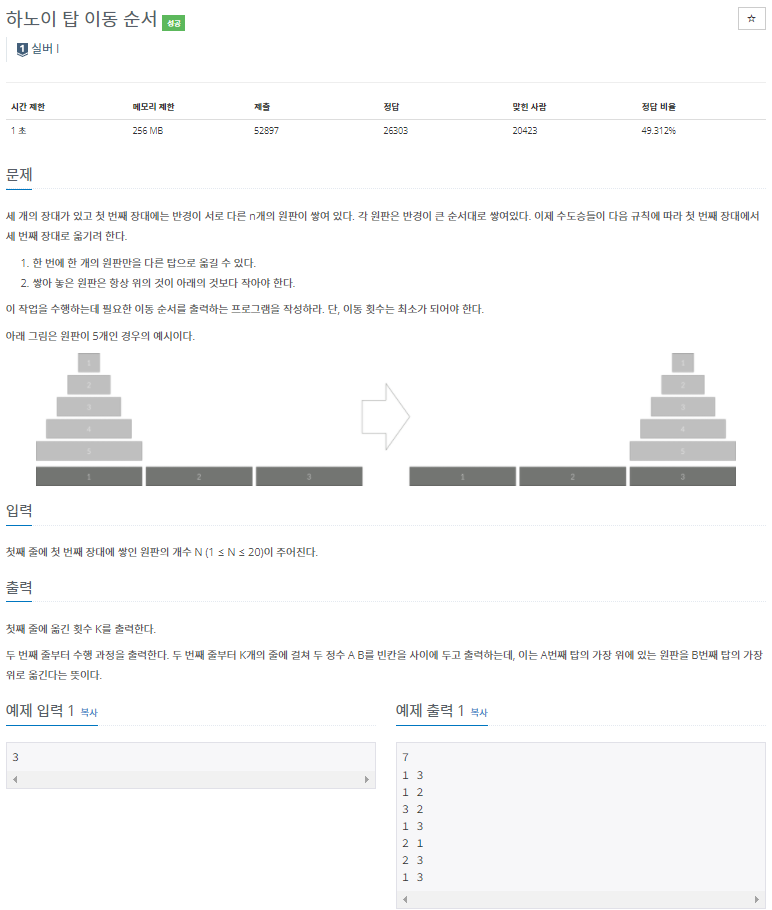 하노이 탑 이동 순서 성공
☆
1 실버 I
시간 제한 메모리 제한 제출 정답 맞힌 사람 정답 비율
1 초 256 MB 52897 26303 20423 49.312%
문제
세 개의 장대가 있고 첫 번째 장대에는 반경이 서로 다른 n개의 원판이 쌓여 있다. 각 원판은 반경이 큰 순서대로 쌓여있다. 이제 수도승들이 다음 규칙에 따라 첫 번째 장대에서
세 번째 장대로 옮기려 한다.
1. 한 번에 한 개의 원판만을 다른 탑으로 옮길 수 있다.
2. 쌓아 놓은 원판은 항상 위의 것이 아래의 것보다 작아야 한다.
이 작업을 수행하는데 필요한 이동 순서를 출력하는 프로그램을 작성하라. 단, 이동 횟수는 최소가 되어야 한다.
아래 그림은 원판이 5개인 경우의 예시이다.
1 1
2 2
3 3
4 4
5 5
1 2 3 1 2 3
입력
첫째 줄에 첫 번째 장대에 쌓인 원판의 개수 N (1 ≤ N ≤ 20)이 주어진다.
출력
첫째 줄에 옮긴 횟수 K를 출력한다.
두 번째 줄부터 수행 과정을 출력한다. 두 번째 줄부터 K개의 줄에 걸쳐 두 정수 A B를 빈칸을 사이에 두고 출력하는데, 이는 A번째 탑의 가장 위에 있는 원판을 B번째 탑의 가장
위로 옮긴다는 뜻이다.
예제 입력 1 복사
3
예제 출력 1 복사
7
1 3
1 2
3 2
1 3
2 1
2 3
1 3